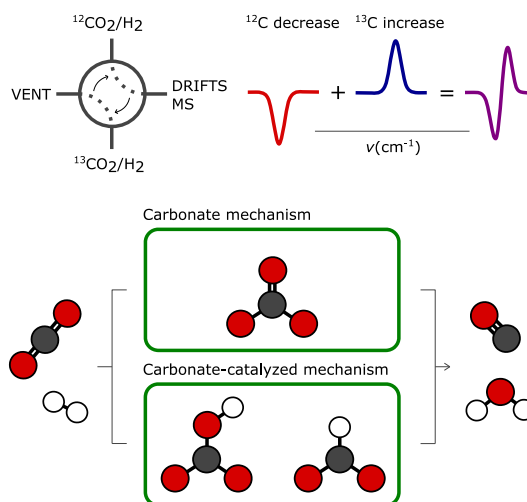 ¹²CO2/H2
VENT
DRIFTS
MS
¹³CO2/H2
¹²C decrease
¹³C increase
+
=
ν(cm⁻¹)
Carbonate mechanism
Carbonate-catalyzed mechanism